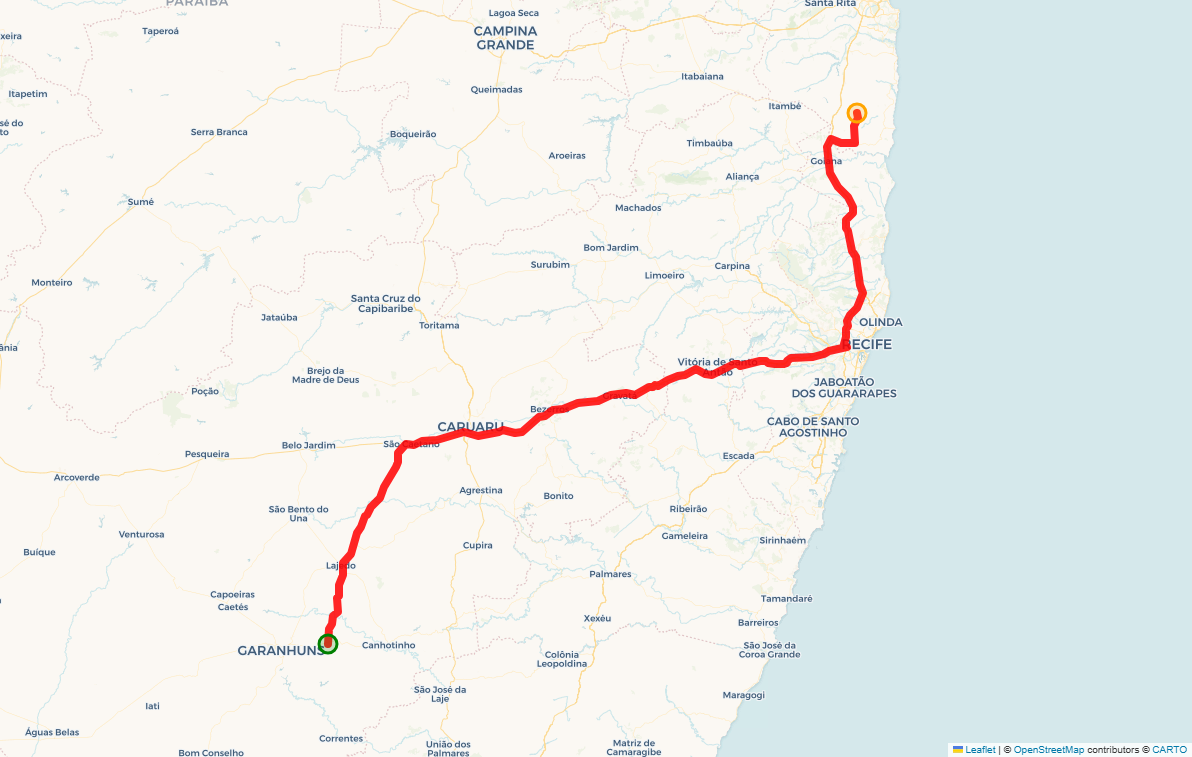 PARAÍBA
Santa Rita
Lagoa Seca
Taperoá
CAMPINA
GRANDE
xeira
Itabaiana
Queimadas
Itapetim
Itambé
sé do
to
Serra Branca
Boqueirão
Timbaúba
Aroeiras
Goiana
Aliança
Sumé
Machados
Bom Jardim
Surubim
Carpina
Limoeiro
Monteiro
Santa Cruz do
Capibaribe
Jataúba
Toritama
OLINDA
ânia
RECIFE
Vitória de Santo
Antão
Brejo da
Madre de Deus
JABOATÃO
DOS GUARARAPES
Poção
Gravatá
Bezerros
CABO DE SANTO
AGOSTINHO
CARUARU
São Caetano
Belo Jardim
Pesqueira
Escada
Arcoverde
Agrestina
Bonito
São Bento do
Una
Ribeirão
Venturosa
Gameleira
Sirinhaém
Cupira
Buíque
Lajedo
Palmares
Capoeiras
Caetés
Tamandaré
Xexéu
Barreiros
Canhotinho
GARANHUNS
São José da
Coroa Grande
Colônia
Leopoldina
São José da
Laje
Maragogi
Iati
Águas Belas
Correntes
União dos
Palmares
Matriz de
Camaragibe
Bom Conselho
Leaflet | © OpenStreetMap contributors © CARTO